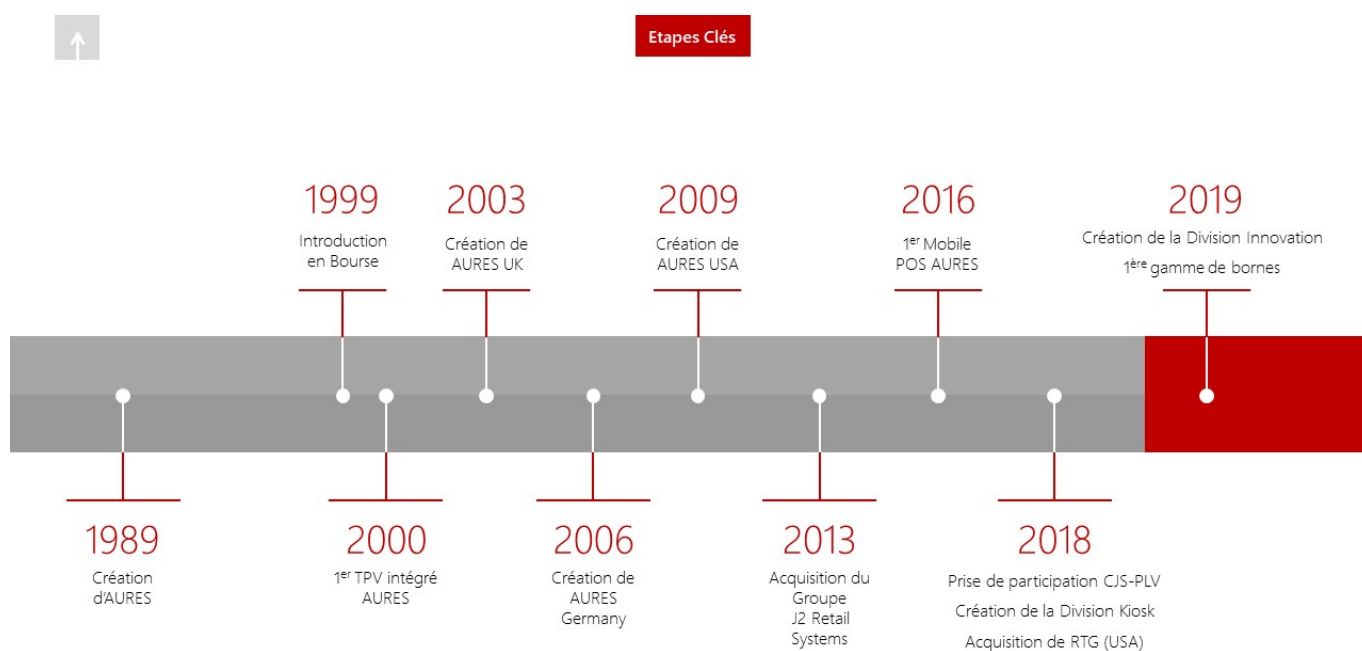 Etapes Clés
1999
Introduction
en Bourse
2003
Création de
AURES UK
2009
Création de
AURES USA
2016
1er Mobile
POS AURES
2019
Création de la Division Innovation
1ère gamme de bornes
1989
Création
d'AURES
2000
1er TPV intégré
AURES
2006
Création de
AURES
Germany
2013
Acquisition du
Groupe
J2 Retail
Systems
2018
Prise de participation CJS-PLV
Création de la Division Kiosk
Acquisition de RTG (USA)